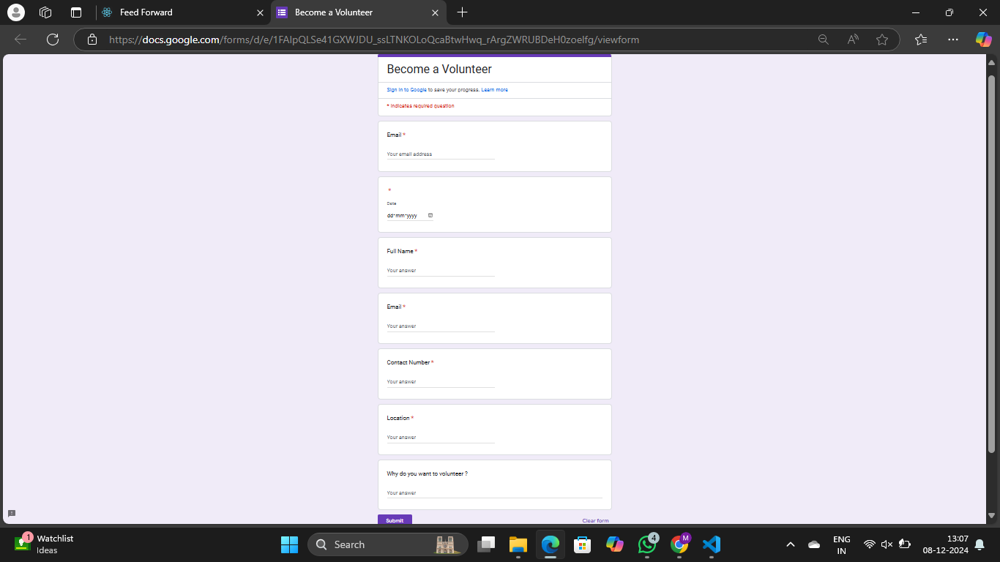 Feed Forward
Become a Volunteer
https://docs.google.com/forms/d/e/1FAIpQLSe41GXWJDU_ssLTNKOLoQcaBtwHwq_rArgZWRUBDeH0zoelfg/viewform
Become a Volunteer
Sign in to Google to save your progress. Learn more
* Indicates required question
Email *
Your email address
*
Date
dd-mm-yyyy
Full Name *
Your answer
Email *
Your answer
Contact Number *
Your answer
Location *
Your answer
Why do you want to volunteer ?
Your answer
Submit
Clear form
1
Watchlist
Ideas
Search
4
M
ENG
IN
13:07
08-12-2024